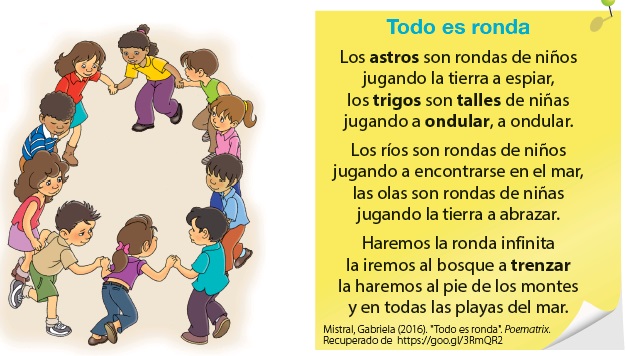 Todo es ronda
Los astros son rondas de niños
jugando la tierra a espiar,
los trigos son talles de niñas
jugando a ondular, a ondular.
Los ríos son rondas de niños
jugando a encontrarse en el mar,
las olas son rondas de niñas
jugando la tierra a abrazar.
Haremos la ronda infinita
la iremos al bosque a trenzar
la haremos al pie de los montes
y en todas las playas del mar.
Mistral, Gabriela (2016). "Todo es ronda". Poematrix.
Recuperado de https://goo.gl/3RmQR2